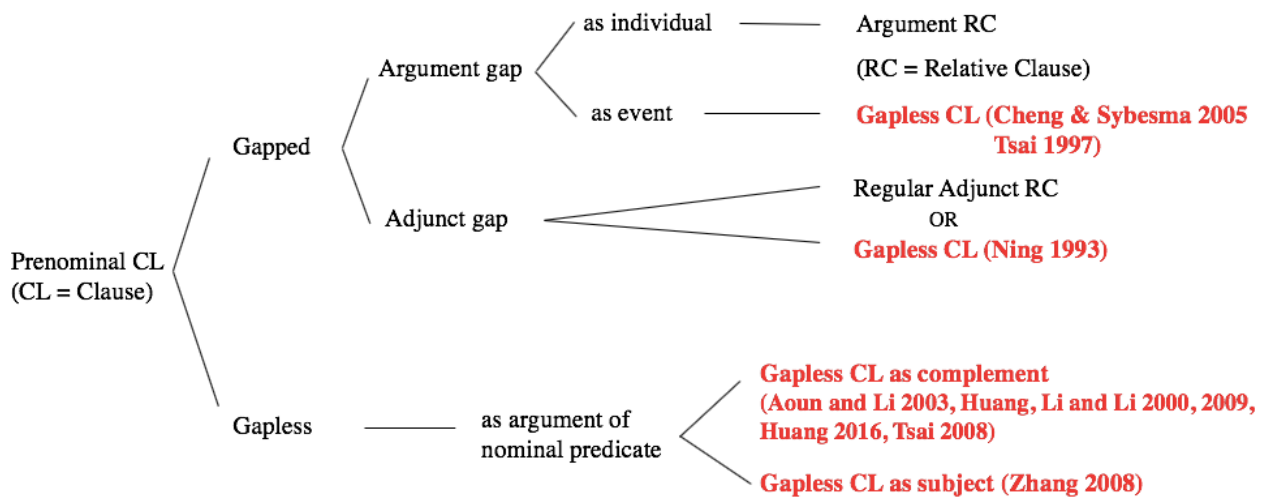 as individual
Argument RC
Argument gap
(RC = Relative Clause)
as event
Gapless CL (Cheng & Sybesma 2005
Tsai 1997)
Gapped
Regular Adjunct RC
Adjunct gap
OR
Gapless CL (Ning 1993)
Prenominal CL
(CL = Clause)
Gapless CL as complement
(Aoun and Li 2003, Huang, Li and Li 2000, 2009,
Huang 2016, Tsai 2008)
Gapless
as argument of
nominal predicate
Gapless CL as subject (Zhang 2008)